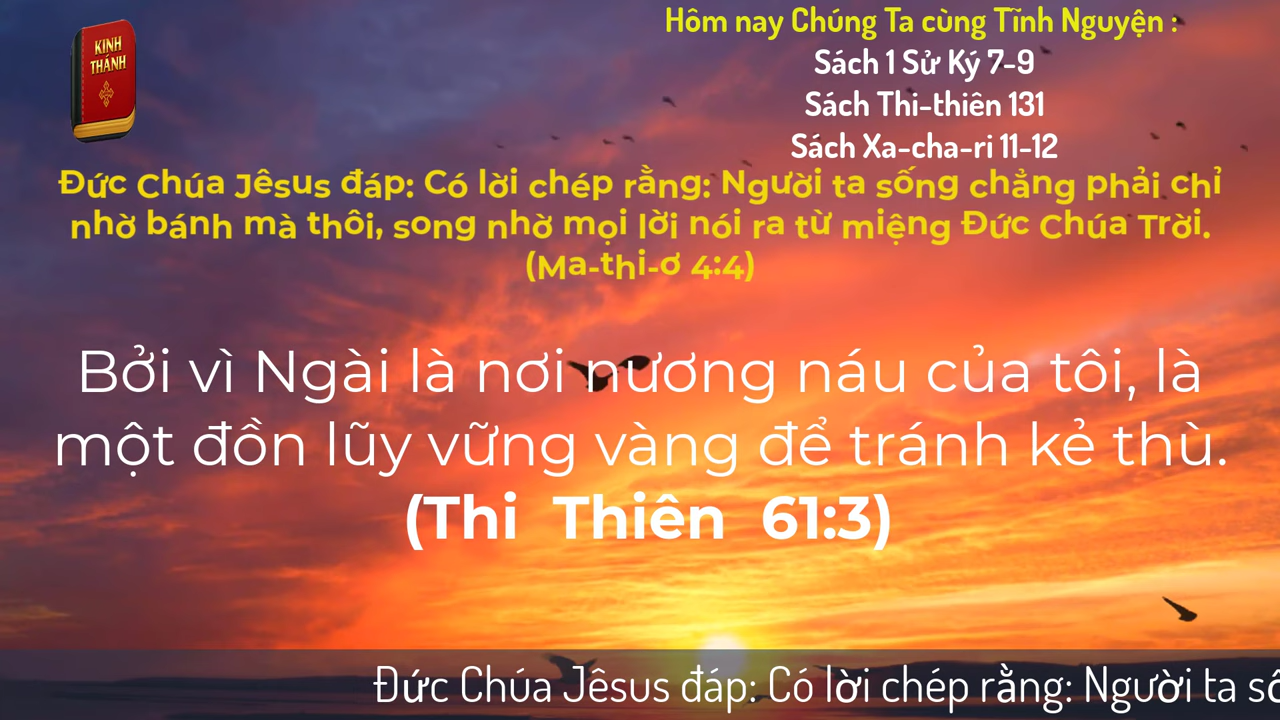 KINH
THÁNH
Hôm nay Chúng Ta cùng Tĩnh Nguyện :
Sách 1 Sử Ký 7-9
Sách Thi-thiên 131
Sách Xa-cha-ri 11-12
Đức Chúa Jêsus đáp: Có lời chép rằng: Người ta sống chẳng phải chỉ
nhờ bánh mà thôi, song nhờ mọi lời nói ra từ miệng Đức Chúa Trời.
(Ma-thi-ơ 4:4)
Bởi vì Ngài là nơi nương náu của tôi, là
một đồn lũy vững vàng để tránh kẻ thù.
(Thi Thiên 61:3)
Đức Chúa Jêsus đáp: Có lời chép rằng: Người ta